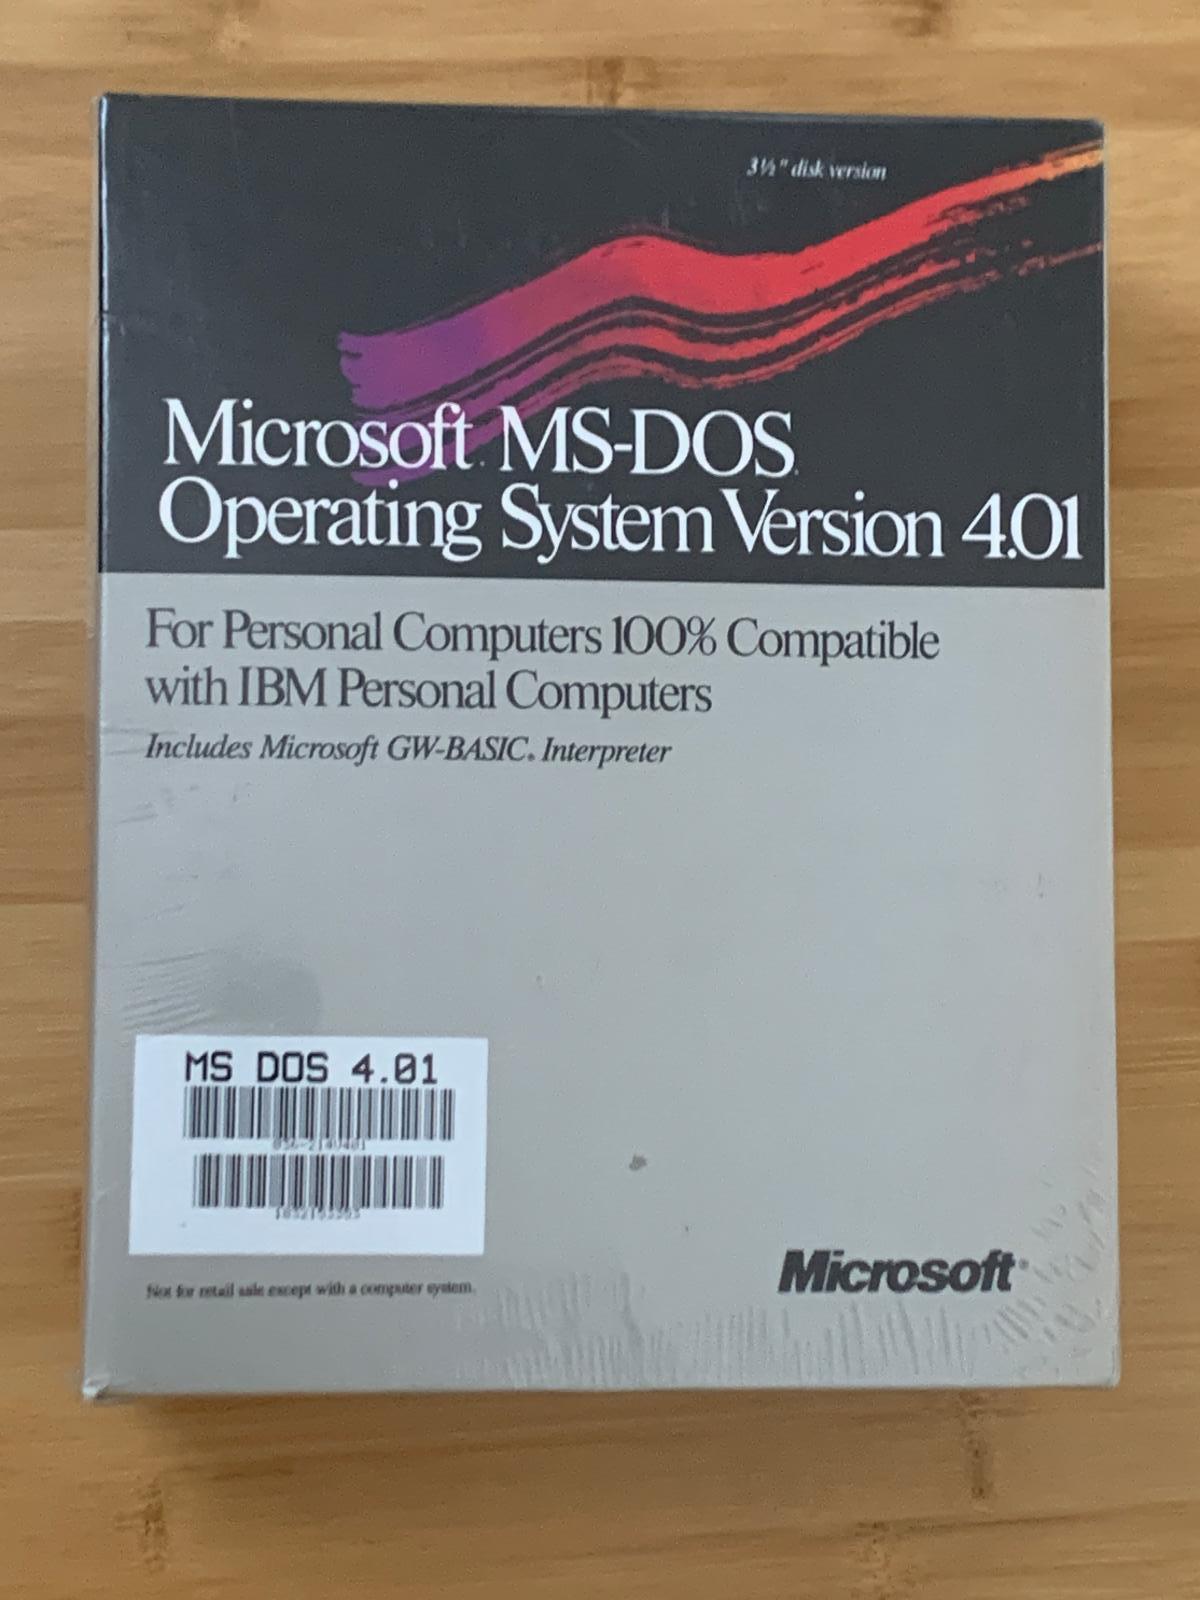 3½" disk version
Microsoft® MS-DOS®
Operating System Version 4.01
For Personal Computers 100% Compatible
with IBM Personal Computers
Includes Microsoft GW-BASIC® Interpreter
MS DOS 4.01
Not for retail sale except with a computer system.
Microsoft®